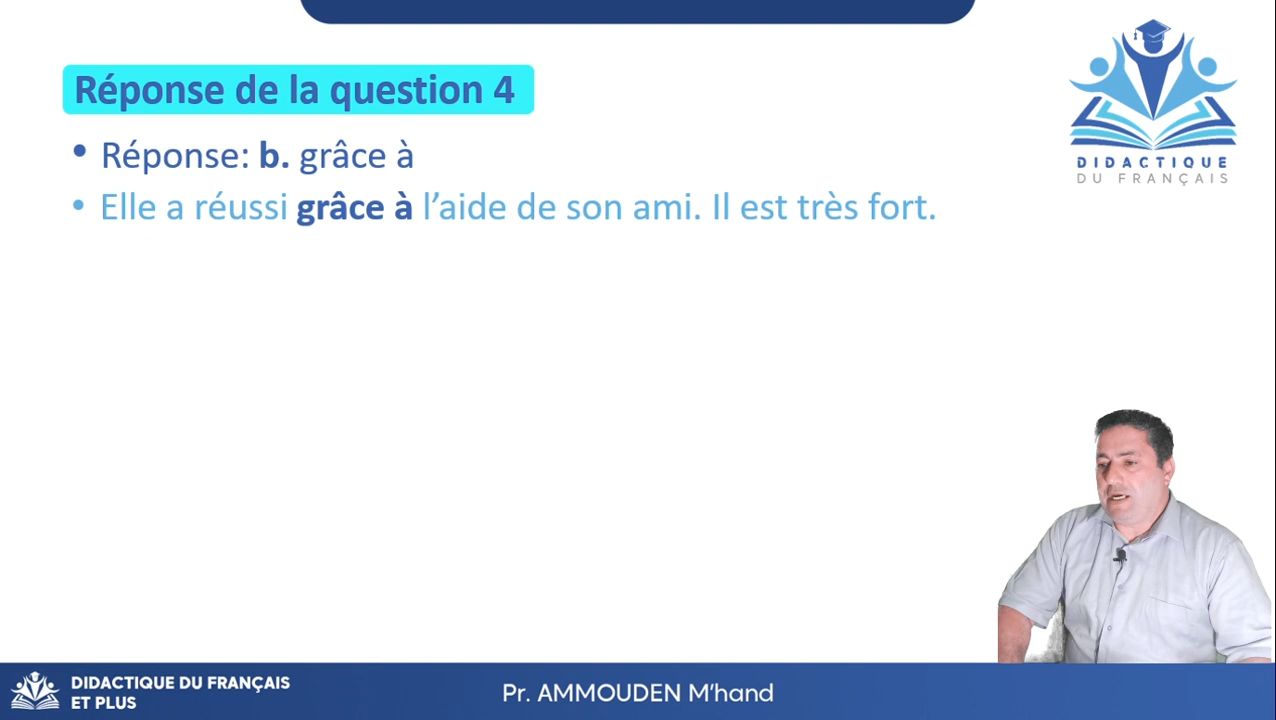 Réponse de la question 4
• Réponse: b. grâce à
• Elle a réussi grâce à l’aide de son ami. Il est très fort.
DIDACTIQUE
DU FRANÇAIS
DIDACTIQUE DU FRANÇAIS
ET PLUS
Pr. AMMOUDEN M’hand